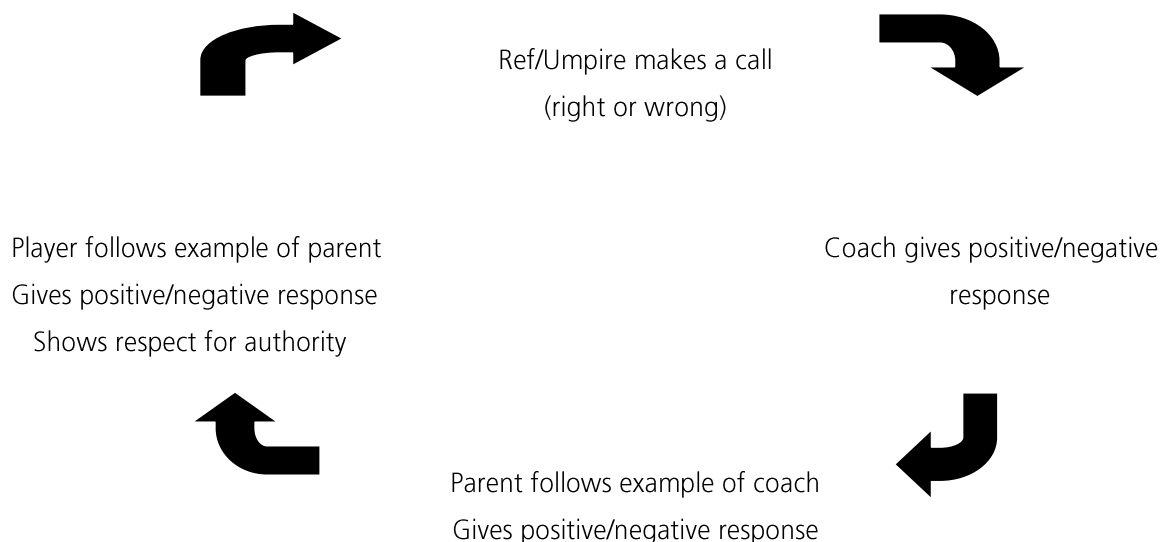 Ref/Umpire makes a call
(right or wrong)
Player follows example of parent
Gives positive/negative response
Shows respect for authority
Coach gives positive/negative
response
Parent follows example of coach
Gives positive/negative response